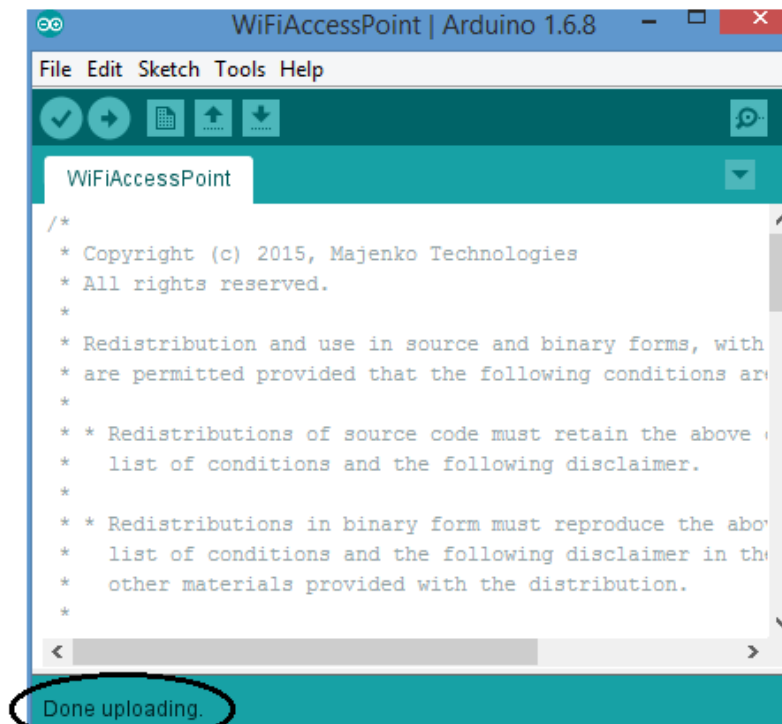 WiFiAccessPoint | Arduino 1.6.8
File Edit Sketch Tools Help
WiFiAccessPoint
/*
* Copyright (c) 2015, Majenko Technologies
* All rights reserved.
*
* Redistribution and use in source and binary forms, with
* are permitted provided that the following conditions are
*
* * Redistributions of source code must retain the above
* list of conditions and the following disclaimer.
*
* * Redistributions in binary form must reproduce the
* list of conditions and the following disclaimer in
* other materials provided with the distribution.
*
Done uploading.